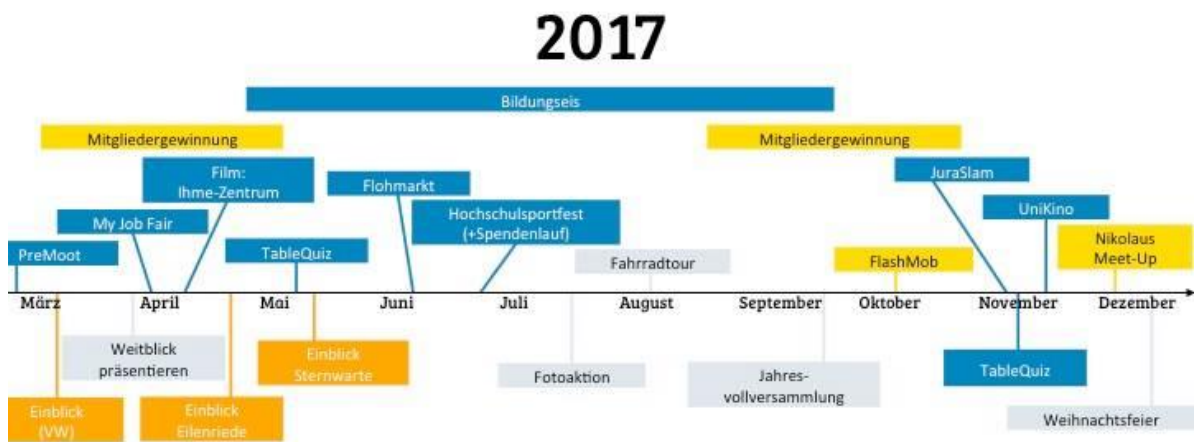 2017
Bildungseis
Mitgliedergewinnung
Mitgliedergewinnung
Film:
Ihme-Zentrum
JuraSlam
Flohmarkt
Hochschulsportfest
(+Spendenlauf)
UniKino
My Job Fair
PreMoot
TableQuiz
Fahrradtour
FlashMob
Nikolaus
Meet-Up
März April Mai Juni Juli August September Oktober November Dezember
Weitblick
präsentieren
Einblick
Sternwarte
Fotoaktion
Jahres-
vollversammlung
TableQuiz
Einblick
(VW)
Einblick
Eilenriede
Weihnachtsfeier